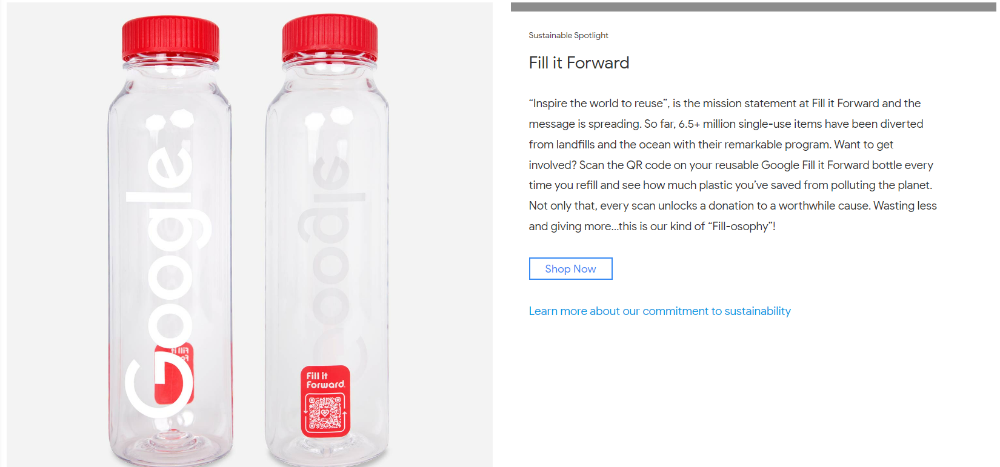 Google
Fill it
Forward.
Sustainable Spotlight
Fill it Forward
“Inspire the world to reuse”, is the mission statement at Fill it Forward and the
message is spreading. So far, 6.5+ million single-use items have been diverted
from landfills and the ocean with their remarkable program. Want to get
involved? Scan the QR code on your reusable Google Fill it Forward bottle every
time you refill and see how much plastic you’ve saved from polluting the planet.
Not only that, every scan unlocks a donation to a worthwhile cause. Wasting less
and giving more...this is our kind of “Fill-osophy”!
Shop Now
Learn more about our commitment to sustainability